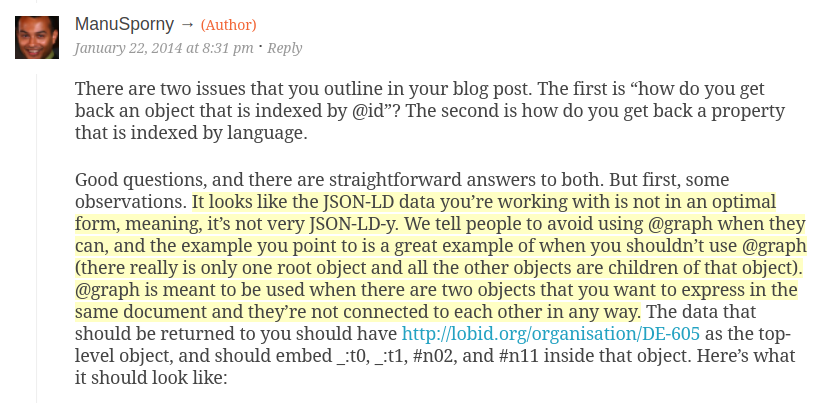 ManuSporny → (Author)
January 22, 2014 at 8:31 pm · Reply
There are two issues that you outline in your blog post. The first is “how do you get
back an object that is indexed by @id”? The second is how do you get back a property
that is indexed by language.
Good questions, and there are straightforward answers to both. But first, some
observations. It looks like the JSON-LD data you’re working with is not in an optimal
form, meaning, it’s not very JSON-LD-y. We tell people to avoid using @graph when they
can, and the example you point to is a great example of when you shouldn’t use @graph
(there really is only one root object and all the other objects are children of that object).
@graph is meant to be used when there are two objects that you want to express in the
same document and they’re not connected to each other in any way. The data that
should be returned to you should have http://lobid.org/organisation/DE-605 as the top-
level object, and should embed _:t0, _:t1, #n02, and #n11 inside that object. Here’s what
it should look like: